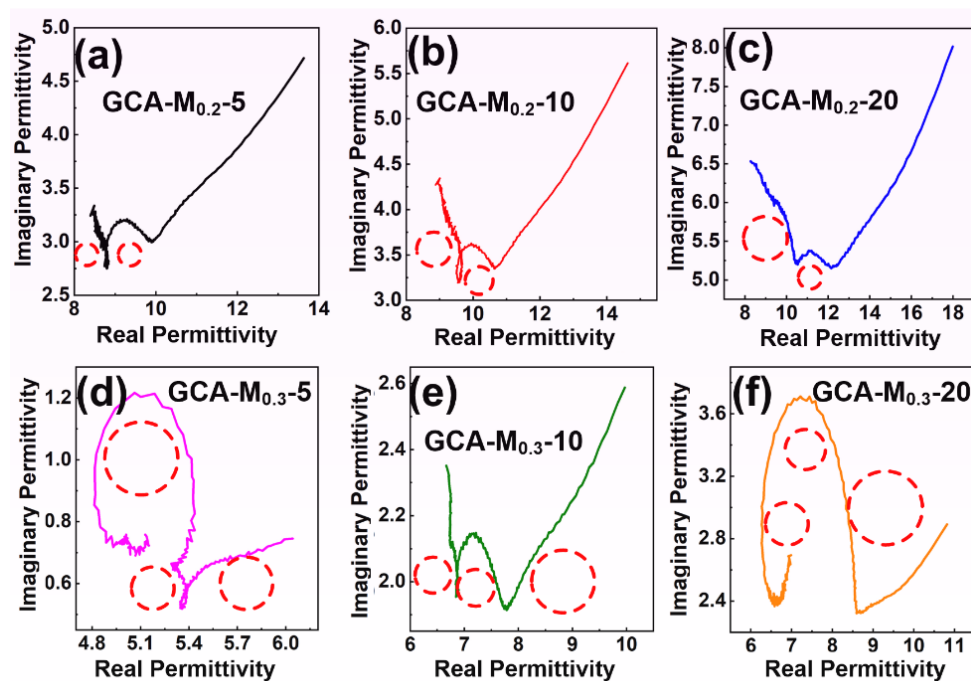 (a)
GCA-M0.2-5
Imaginary Permittivity
5.0
4.5
4.0
3.5
3.0
2.5
8 10 12 14
Real Permittivity
(b)
GCA-M0.2-10
Imaginary Permittivity
6.0
5.5
5.0
4.5
4.0
3.5
3.0
8 10 12 14
Real Permittivity
(c)
GCA-M0.2-20
Imaginary Permittivity
8.0
7.5
7.0
6.5
6.0
5.5
5.0
8 10 12 14 16 18
Real Permittivity
(d)
GCA-M0.3-5
Imaginary Permittivity
1.2
1.0
0.8
0.6
4.8 5.1 5.4 5.7 6.0
Real Permittivity
(e)
GCA-M0.3-10
Imaginary Permittivity
2.6
2.4
2.2
2.0
6 7 8 9 10
Real Permittivity
(f)
GCA-M0.3-20
Imaginary Permittivity
3.6
3.2
2.8
2.4
6 7 8 9 10 11
Real Permittivity